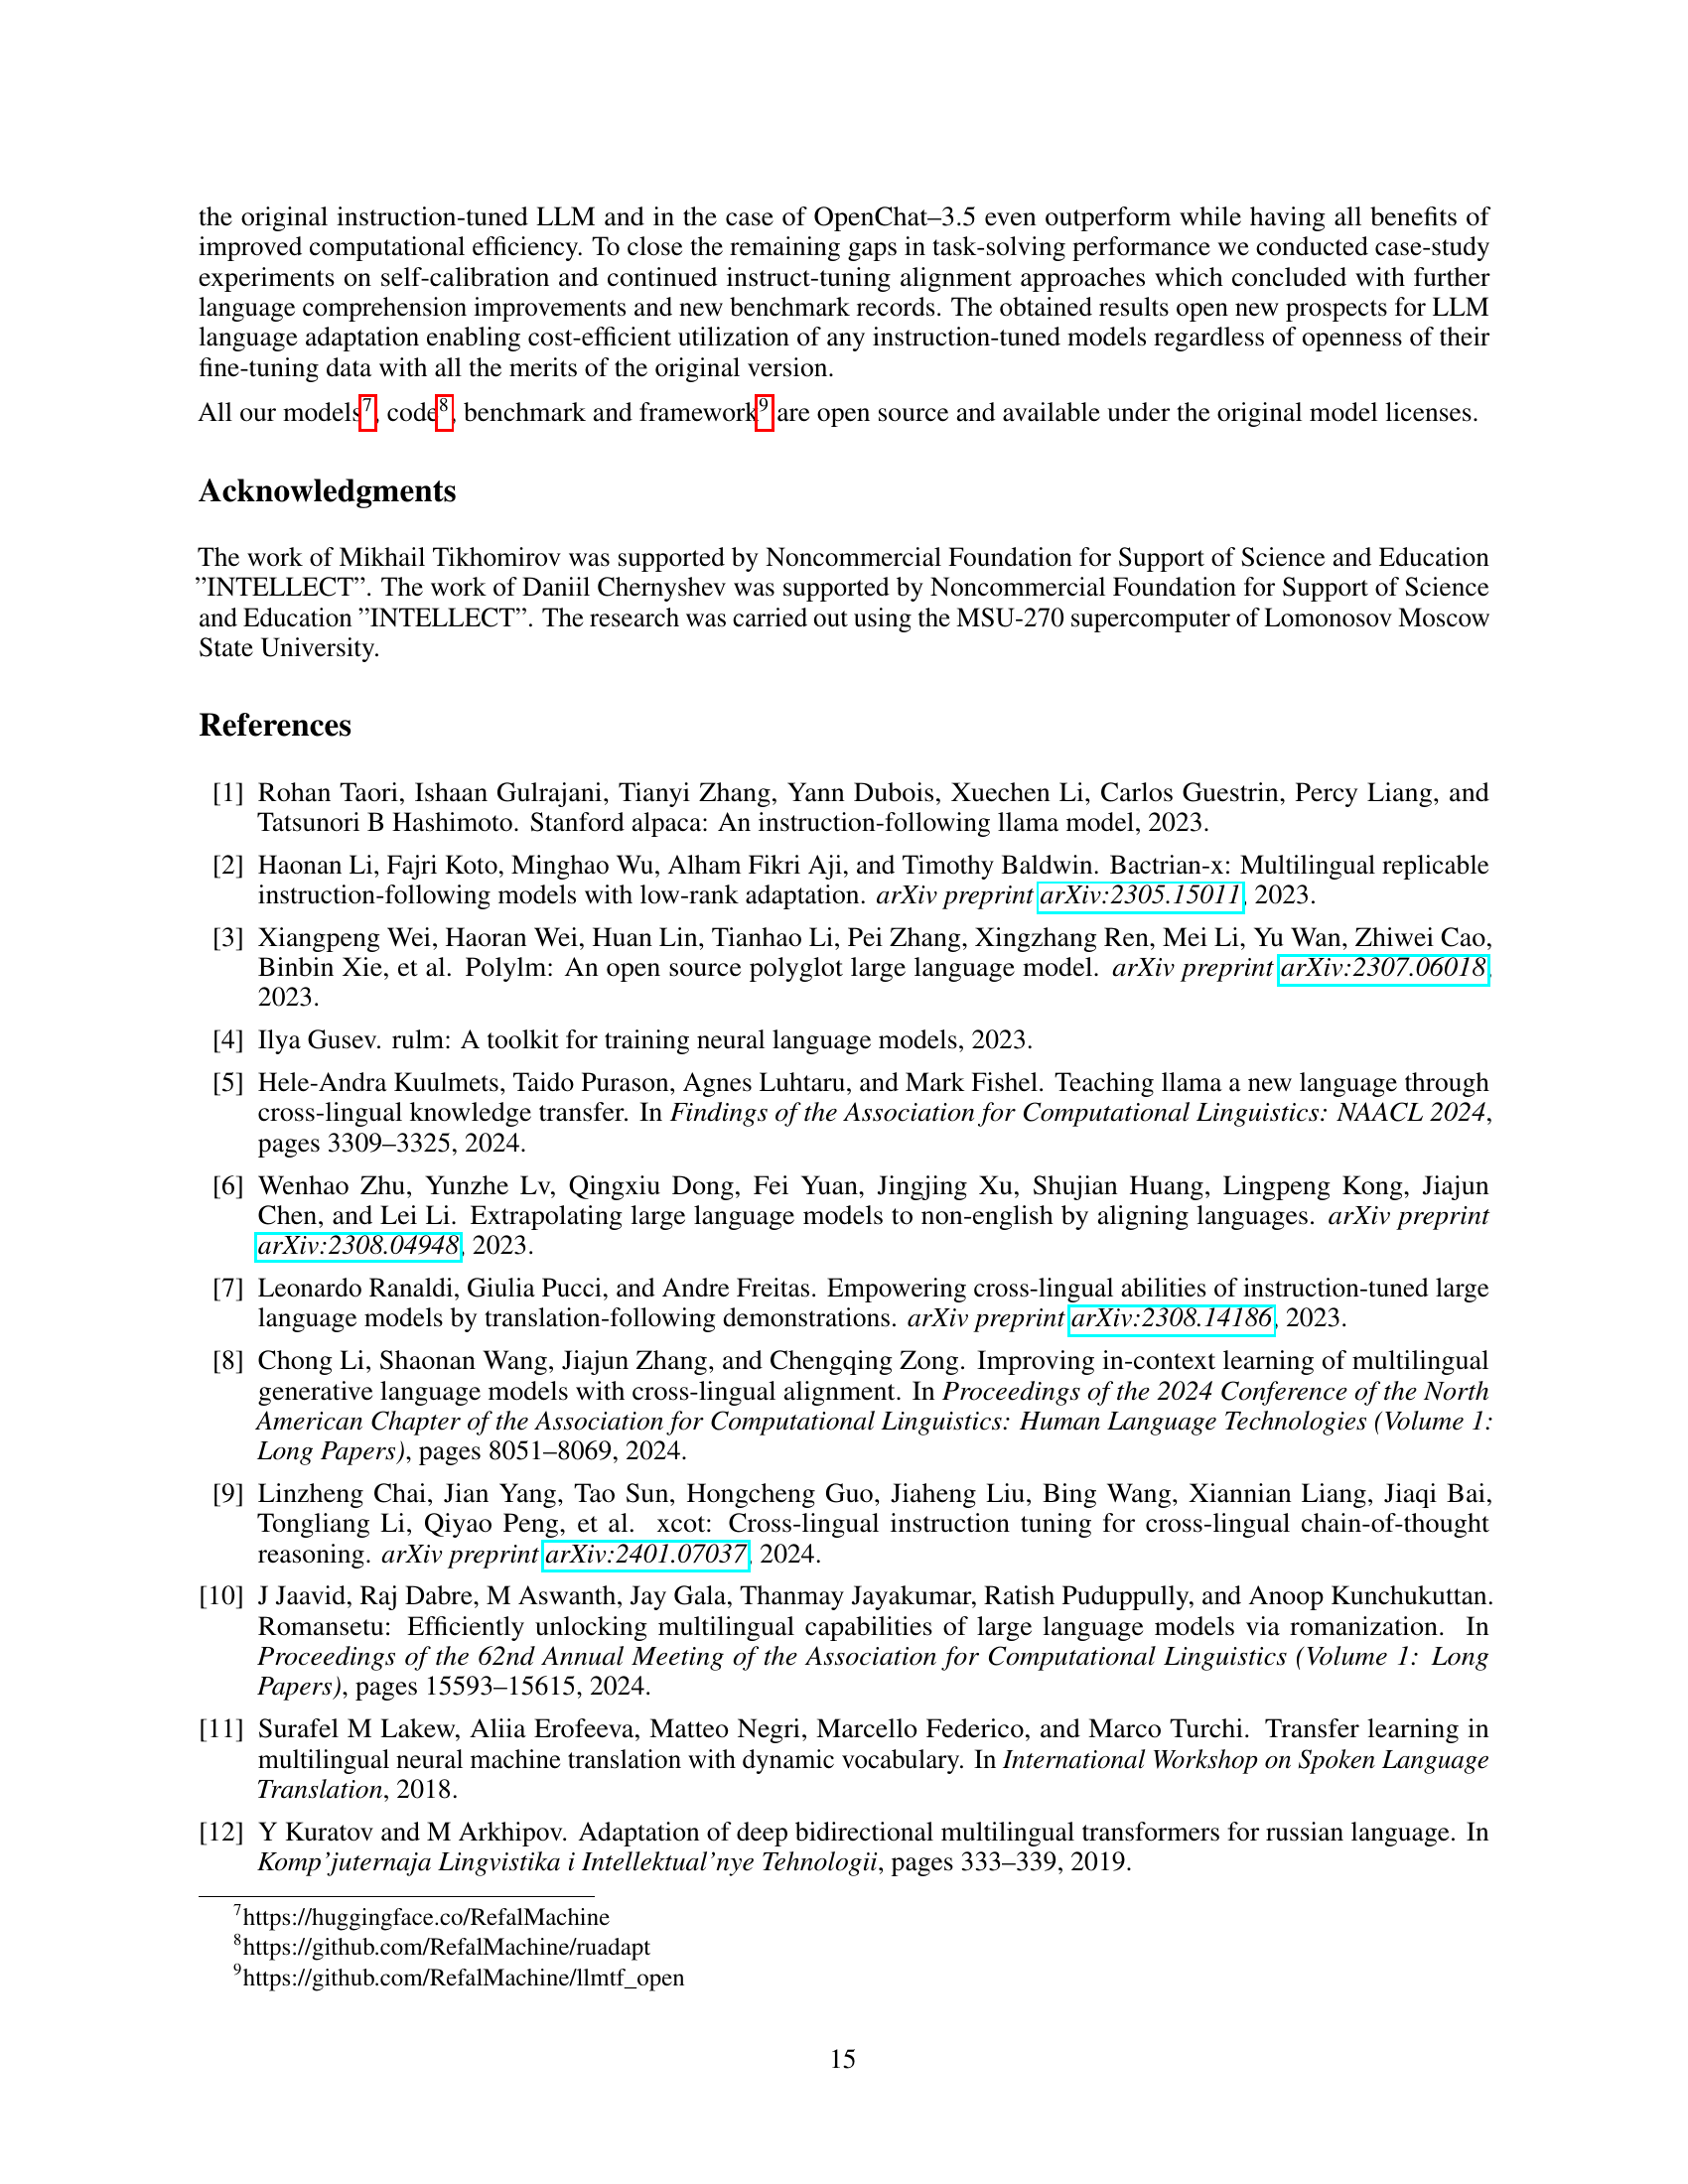 the original instruction-tuned LLM and in the case of OpenChat–3.5 even outperform while having all benefits of
improved computational efficiency. To close the remaining gaps in task-solving performance we conducted case-study
experiments on self-calibration and continued instruct-tuning alignment approaches which concluded with further
language comprehension improvements and new benchmark records. The obtained results open new prospects for LLM
language adaptation enabling cost-efficient utilization of any instruction-tuned models regardless of openness of their
fine-tuning data with all the merits of the original version.
All our models7, code8, benchmark and framework9 are open source and available under the original model licenses.
Acknowledgments
The work of Mikhail Tikhomirov was supported by Noncommercial Foundation for Support of Science and Education
”INTELLECT”. The work of Daniil Chernyshev was supported by Noncommercial Foundation for Support of Science
and Education ”INTELLECT”. The research was carried out using the MSU-270 supercomputer of Lomonosov Moscow
State University.
References
[1] Rohan Taori, Ishaan Gulrajani, Tianyi Zhang, Yann Dubois, Xuechen Li, Carlos Guestrin, Percy Liang, and
Tatsunori B Hashimoto. Stanford alpaca: An instruction-following llama model, 2023.
[2] Haonan Li, Fajri Koto, Minghao Wu, Alham Fikri Aji, and Timothy Baldwin. Bactrian-x: Multilingual replicable
instruction-following models with low-rank adaptation. arXiv preprint arXiv:2305.15011, 2023.
[3] Xiangpeng Wei, Haoran Wei, Huan Lin, Tianhao Li, Pei Zhang, Xingzhang Ren, Mei Li, Yu Wan, Zhiwei Cao,
Binbin Xie, et al. Polylm: An open source polyglot large language model. arXiv preprint arXiv:2307.06018,
2023.
[4] Ilya Gusev. rulm: A toolkit for training neural language models, 2023.
[5] Hele-Andra Kuulmets, Taido Purason, Agnes Luhtaru, and Mark Fishel. Teaching llama a new language through
cross-lingual knowledge transfer. In Findings of the Association for Computational Linguistics: NAACL 2024,
pages 3309–3325, 2024.
[6] Wenhao Zhu, Yunzhe Lv, Qingxiu Dong, Fei Yuan, Jingjing Xu, Shujian Huang, Lingpeng Kong, Jiajun
Chen, and Lei Li. Extrapolating large language models to non-english by aligning languages. arXiv preprint
arXiv:2308.04948, 2023.
[7] Leonardo Ranaldi, Giulia Pucci, and Andre Freitas. Empowering cross-lingual abilities of instruction-tuned large
language models by translation-following demonstrations. arXiv preprint arXiv:2308.14186, 2023.
[8] Chong Li, Shaonan Wang, Jiajun Zhang, and Chengqing Zong. Improving in-context learning of multilingual
generative language models with cross-lingual alignment. In Proceedings of the 2024 Conference of the North
American Chapter of the Association for Computational Linguistics: Human Language Technologies (Volume 1:
Long Papers), pages 8051–8069, 2024.
[9] Linzheng Chai, Jian Yang, Tao Sun, Hongcheng Guo, Jiaheng Liu, Bing Wang, Xiannian Liang, Jiaqi Bai,
Tongliang Li, Qiyao Peng, et al. xcot: Cross-lingual instruction tuning for cross-lingual chain-of-thought
reasoning. arXiv preprint arXiv:2401.07037, 2024.
[10] J Jaavid, Raj Dabre, M Aswanth, Jay Gala, Thanmay Jayakumar, Ratish Puduppully, and Anoop Kunchukuttan.
Romansetu: Efficiently unlocking multilingual capabilities of large language models via romanization. In
Proceedings of the 62nd Annual Meeting of the Association for Computational Linguistics (Volume 1: Long
Papers), pages 15593–15615, 2024.
[11] Surafel M Lakew, Aliia Erofeeva, Matteo Negri, Marcello Federico, and Marco Turchi. Transfer learning in
multilingual neural machine translation with dynamic vocabulary. In International Workshop on Spoken Language
Translation, 2018.
[12] Y Kuratov and M Arkhipov. Adaptation of deep bidirectional multilingual transformers for russian language. In
Komp’juternaja Lingvistika i Intellektual’nye Tehnologii, pages 333–339, 2019.
7https://huggingface.co/RefalMachine
8https://github.com/RefalMachine/ruadapt
9https://github.com/RefalMachine/llmtf_open
15